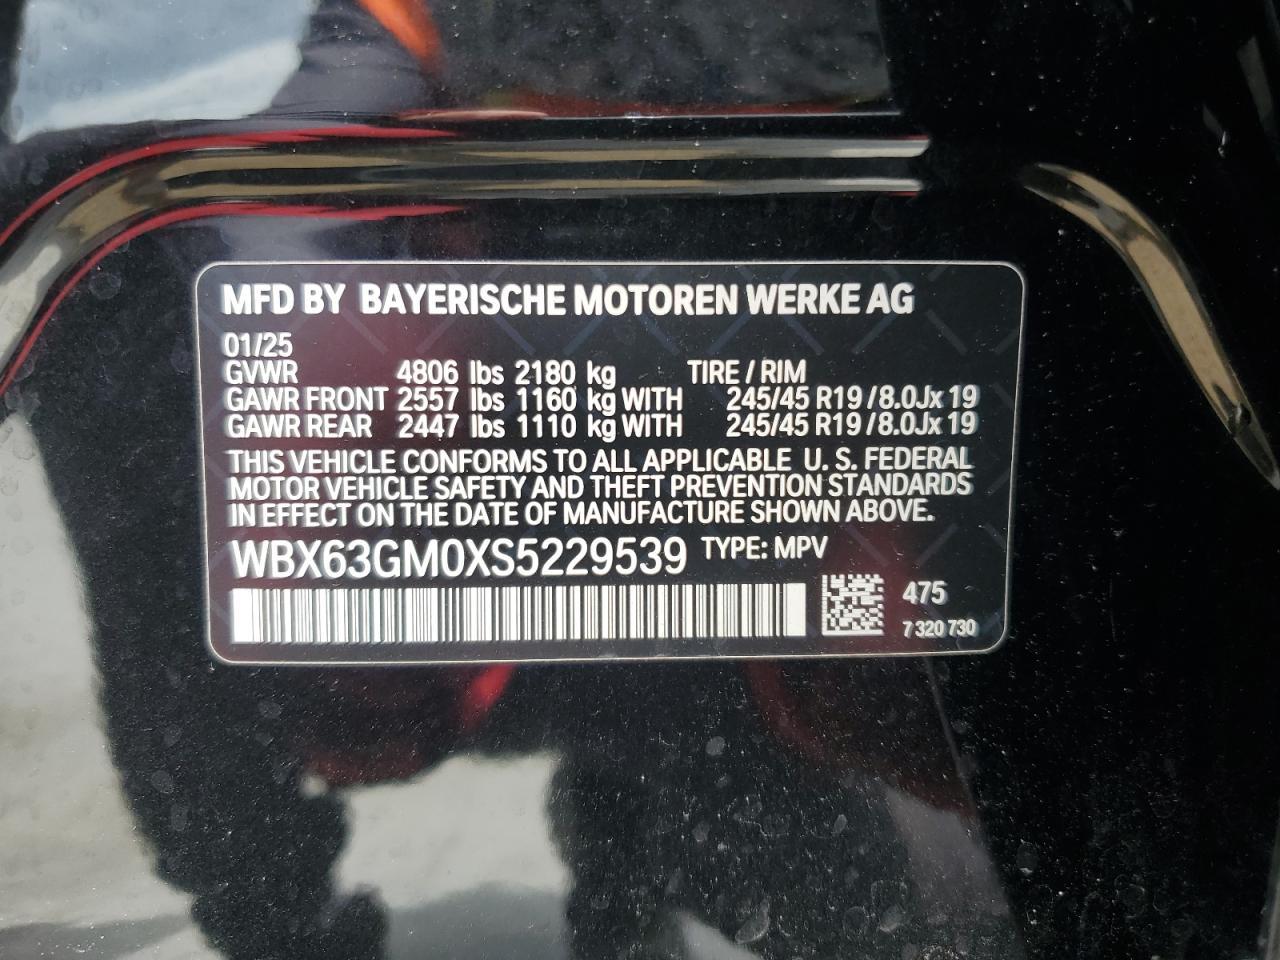 MFD BY BAYERISCHE MOTOREN WERKE AG
01/25
GVWR 4806 lbs 2180 kg TIRE / RIM
GAWR FRONT 2557 lbs 1160 kg WITH 245/45 R19 /8.0Jx 19
GAWR REAR 2447 lbs 1110 kg WITH 245/45 R19 /8.0Jx 19
THIS VEHICLE CONFORMS TO ALL APPLICABLE U. S. FEDERAL
MOTOR VEHICLE SAFETY AND THEFT PREVENTION STANDARDS
IN EFFECT ON THE DATE OF MANUFACTURE SHOWN ABOVE.
WBX63GM0XS5229539 TYPE: MPV
475
7 320 730